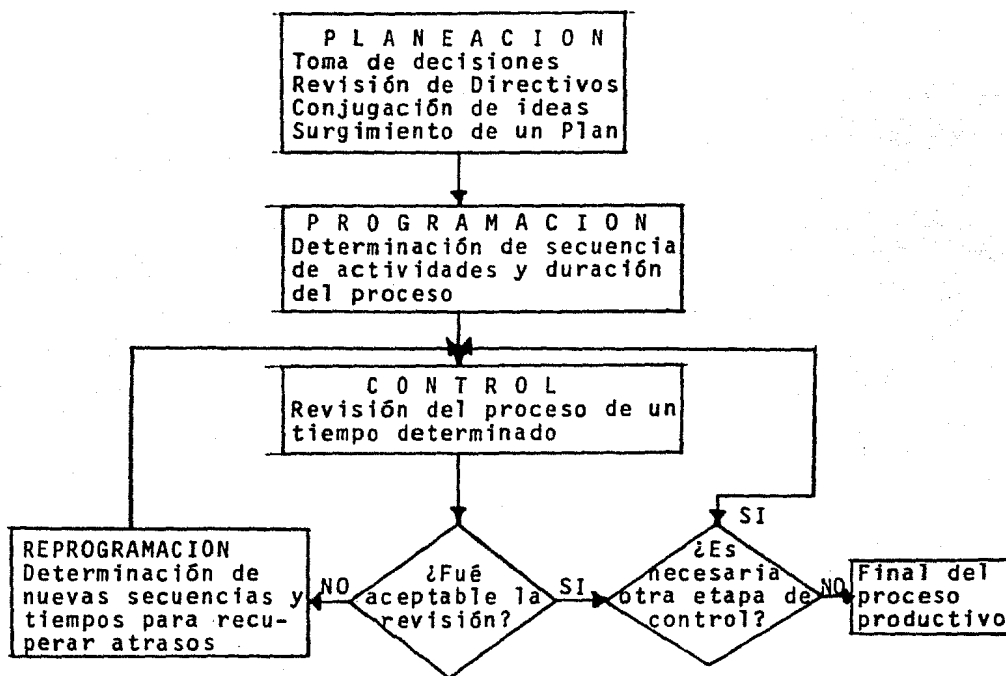 P L A N E A C I O N
Toma de decisiones
Revisión de Directivos
Conjugación de ideas
Surgimiento de un Plan
P R O G R A M A C I O N
Determinación de secuencia
de actividades y duración
del proceso
C O N T R O L
Revisión del proceso de un
tiempo determinado
REPROGRAMACION
Determinación de
nuevas secuencias y
tiempos para recu-
perar atrasos
NO
¿Fué
aceptable la
revisión?
SI
¿Es
necesaria
otra etapa de
control?
SI
NO
Final del
proceso
productivo